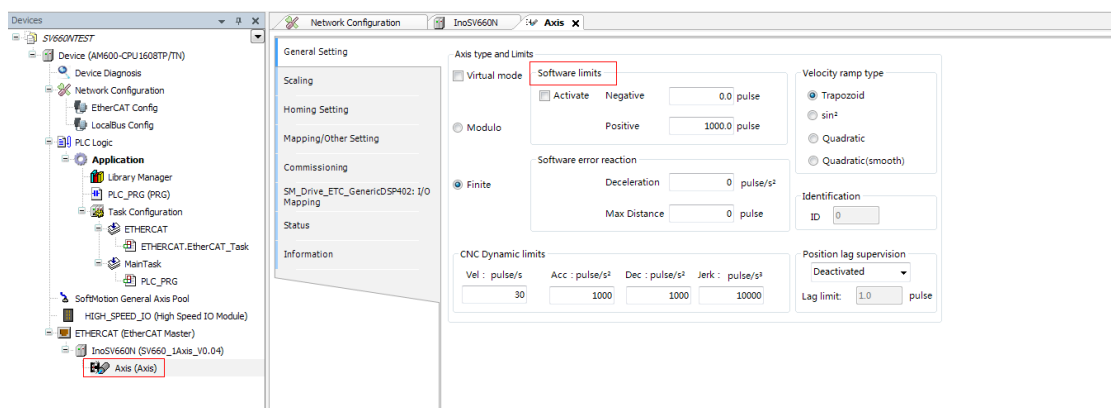 Devices
SV660NTEST
Device (AM600-CPU1608TP/TN)
Device Diagnosis
Network Configuration
EtherCAT Config
LocalBus Config
PLC Logic
Application
Library Manager
PLC_PRG (PRG)
Task Configuration
ETHERCAT
ETHERCAT.EtherCAT_Task
MainTask
PLC_PRG
SoftMotion General Axis Pool
HIGH_SPEED_IO (High Speed IO Module)
ETHERCAT (EtherCAT Master)
InoSV660N (SV660_1Axis_V0.04)
Axis (Axis)
Network Configuration InoSV660N Axis
General Setting
Scaling
Homing Setting
Mapping/Other Setting
Commissioning
SM_Drive_ETC_GenericDSP402: I/O
Mapping
Status
Information
Axis type and Limits
Virtual mode
Modulo
Finite
Software limits
Activate Negative 0.0 pulse
Positive 1000.0 pulse
Software error reaction
Deceleration 0 pulse/s²
Max Distance 0 pulse
Velocity ramp type
Trapozoid
sin²
Quadratic
Quadratic(smooth)
Identification
ID 0
CNC Dynamic limits
Vel : pulse/s Acc : pulse/s² Dec : pulse/s² Jerk : pulse/s³
30 1000 1000 10000
Position lag supervision
Deactivated
Lag limit: 1.0 pulse